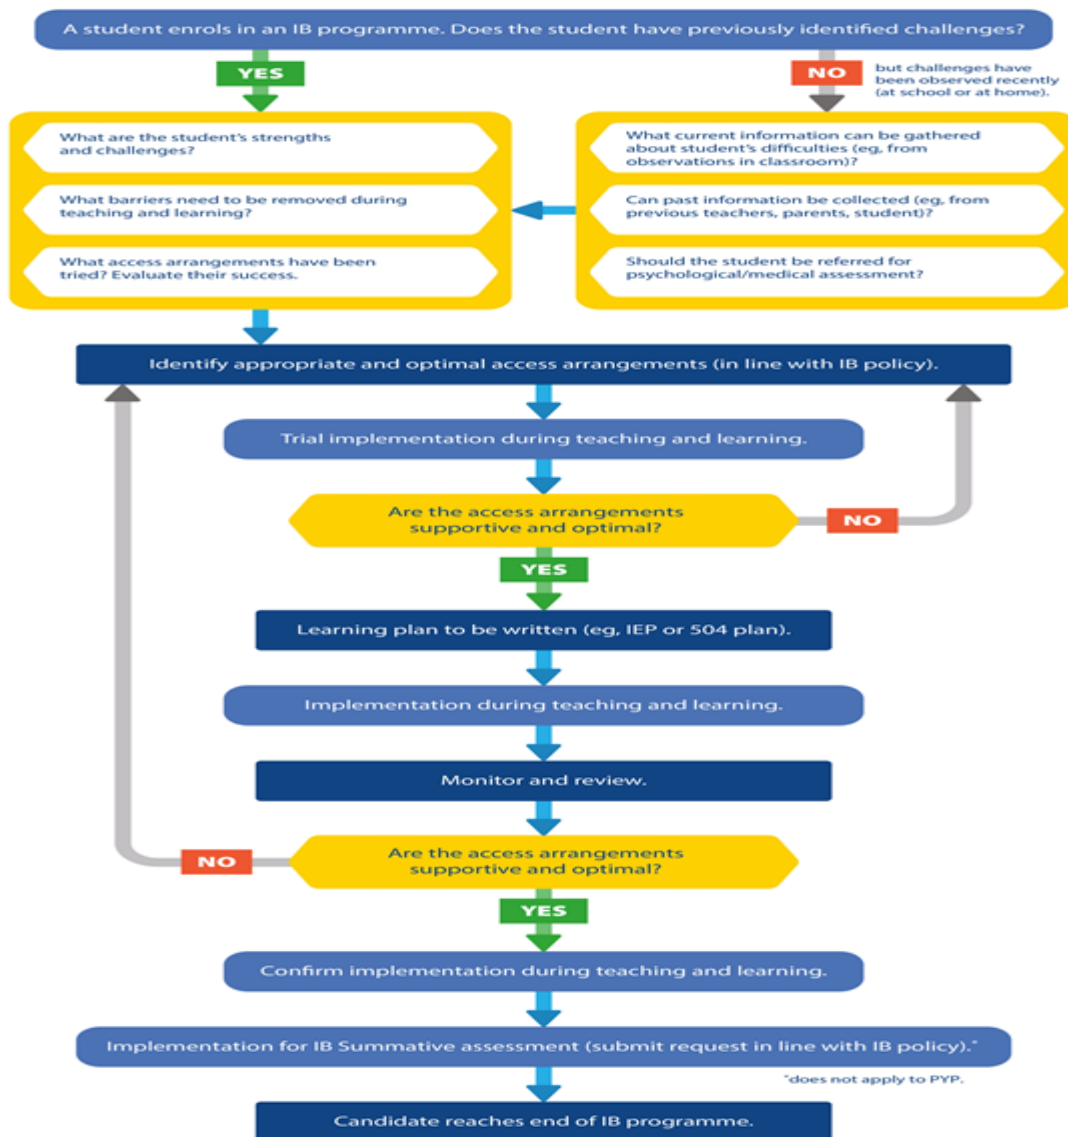 A student enrols in an IB programme. Does the student have previously identified challenges?
YES
NO
but challenges have
been observed recently
(at school or at home).
What are the student's strengths
and challenges?
What barriers need to be removed during
teaching and learning?
What access arrangements have been
tried? Evaluate their success.
What current information can be gathered
about student's difficulties (eg, from
observations in classroom)?
Can past information be collected (eg, from
previous teachers, parents, student)?
Should the student be referred for
psychological/medical assessment?
Identify appropriate and optimal access arrangements (in line with IB policy).
Trial implementation during teaching and learning.
Are the access arrangements
supportive and optimal?
NO
YES
Learning plan to be written (eg, IEP or 504 plan).
Implementation during teaching and learning.
Monitor and review.
Are the access arrangements
supportive and optimal?
NO
YES
Confirm implementation during teaching and learning.
Implementation for IB Summative assessment (submit request in line with IB policy).*
*does not apply to PYP.
Candidate reaches end of IB programme.